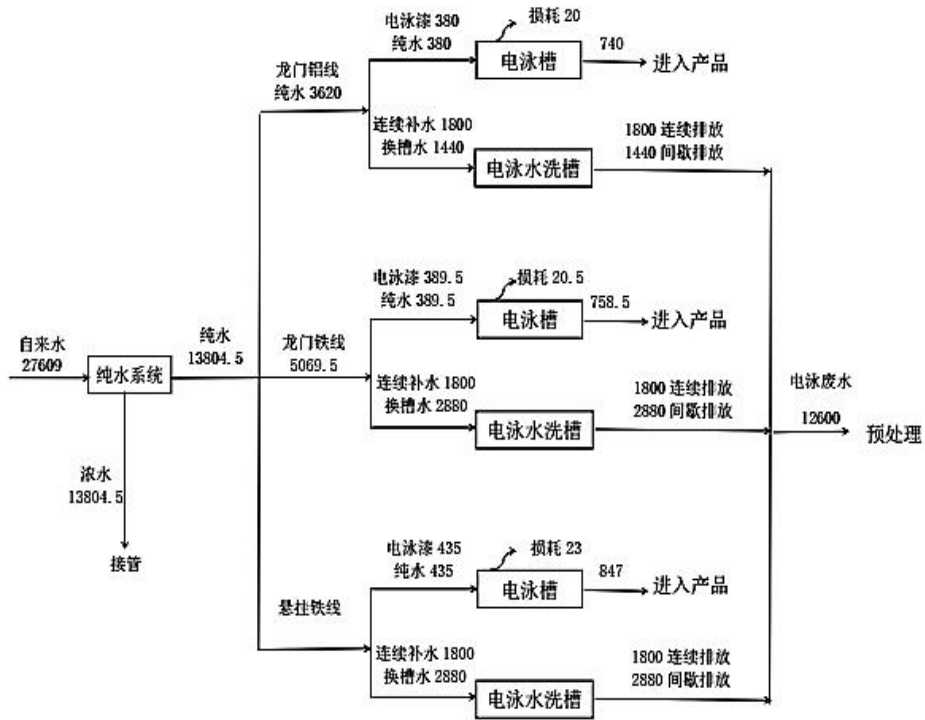 电泳漆 380
纯水 380
损耗 20
电泳槽
740
进入产品
龙门铝线
纯水 3620
连续补水 1800
换槽水 1440
电泳水洗槽
1800 连续排放
1440 间歇排放
电泳漆 389.5
纯水 389.5
损耗 20.5
电泳槽
758.5
进入产品
自来水
27609
纯水系统
纯水
13804.5
龙门铁线
5069.5
连续补水 1800
换槽水 2880
电泳水洗槽
1800 连续排放
2880 间歇排放
电泳废水
12600
预处理
浓水
13804.5
接管
电泳漆 435
纯水 435
损耗 23
电泳槽
847
进入产品
悬挂铁线
连续补水 1800
换槽水 2880
电泳水洗槽
1800 连续排放
2880 间歇排放